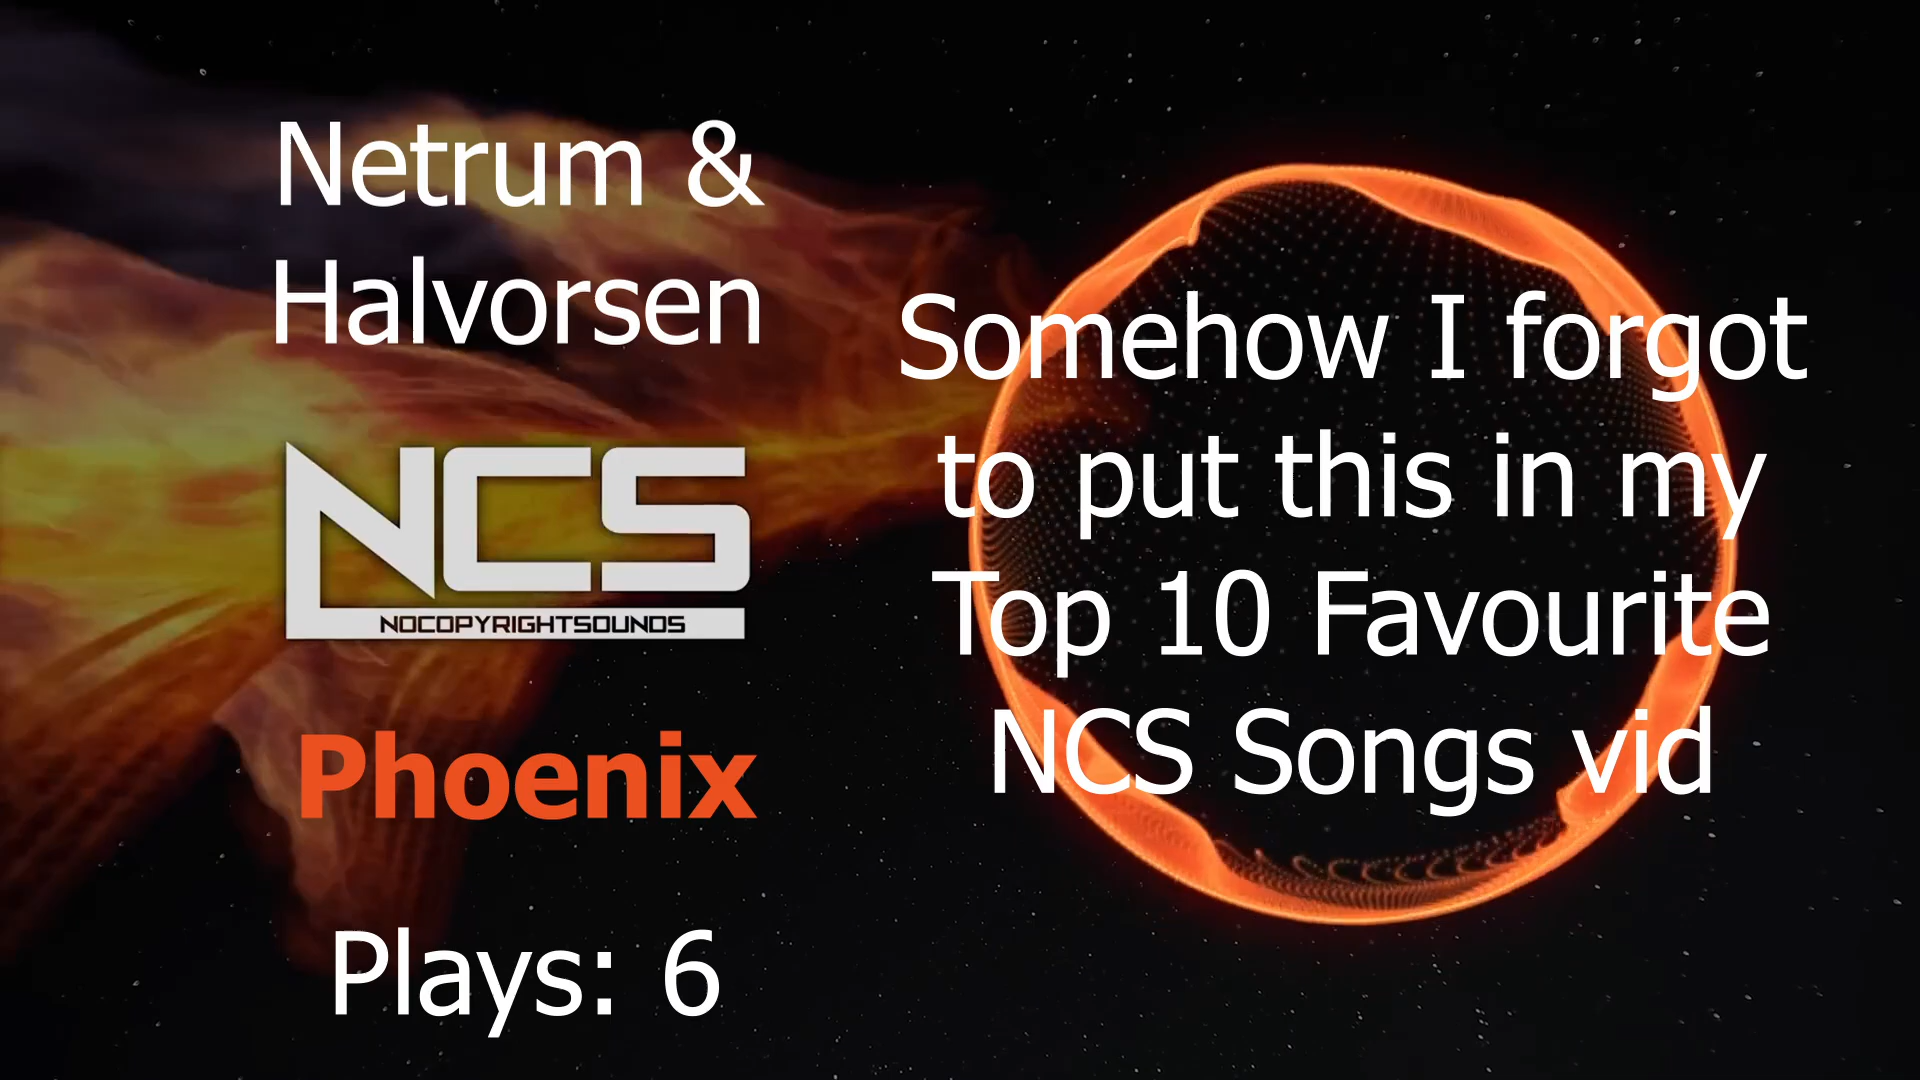 Netrum &
Halvorsen
NCS
NOCOPYRIGHTSOUNDS
Phoenix
Plays: 6
Somehow I forgot
to put this in my
Top 10 Favourite
NCS Songs vid